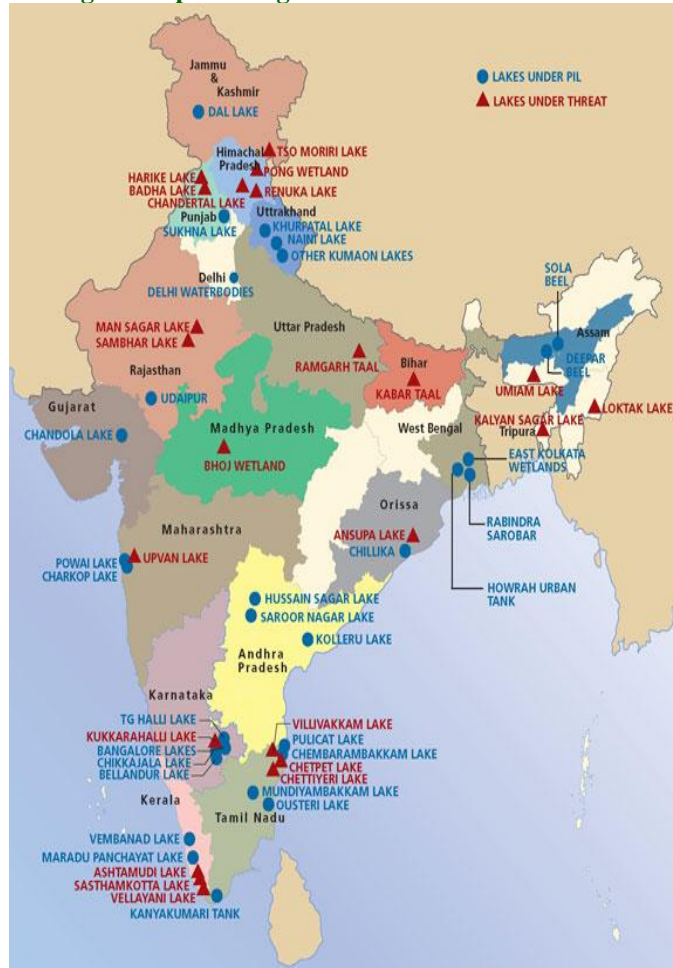 Jammu
&
Kashmir
LAKES UNDER PIL
LAKES UNDER THREAT
DAL LAKE
Himachal
Pradesh
TSO MORIRI LAKE
PONG WETLAND
HARIKE LAKE
BADHA LAKE
CHANDERTAL LAKE
RENUKA LAKE
Punjab
SUKHNA LAKE
Uttrakhand
KHURPATAL LAKE
NAINI LAKE
OTHER KUMAON LAKES
Delhi
DELHI WATERBODIES
SOLA
BEEL
MAN SAGAR LAKE
SAMBHAR LAKE
Uttar Pradesh
RAMGARH TAAL
Bihar
KABAR TAAL
Assam
DEEPAR
BEEL
UMIAM LAKE
Rajasthan
UDAIPUR
LOKTAK LAKE
Gujarat
CHANDOLA LAKE
Madhya Pradesh
BHOJ WETLAND
West Bengal
KALYAN SAGAR LAKE
Tripura
EAST KOLKATA
WETLANDS
RABINDRA
SAROBAR
HOWRAH URBAN
TANK
Orissa
ANSUPA LAKE
CHILLIKA
Maharashtra
POWAI LAKE
CHARKOP LAKE
UPVAN LAKE
HUSSAIN SAGAR LAKE
SAROOR NAGAR LAKE
KOLLERU LAKE
Andhra
Pradesh
Karnataka
TG HALLI LAKE
KUKKARAHALLI LAKE
BANGALORE LAKES
CHIKKAJALA LAKE
BELLANDUR LAKE
VILLIVAKKAM LAKE
PULICAT LAKE
CHEMBARAMBAKKAM LAKE
CHETPET LAKE
CHETTIYERI LAKE
MUNDIYAMBAKKAM LAKE
OUSTERI LAKE
Kerala
Tamil Nadu
VEMBANAD LAKE
MARADU PANCHAYAT LAKE
ASHTAMUDI LAKE
SASTHAMKOTTA LAKE
VELLAYANI LAKE
KANYAKUMARI TANK